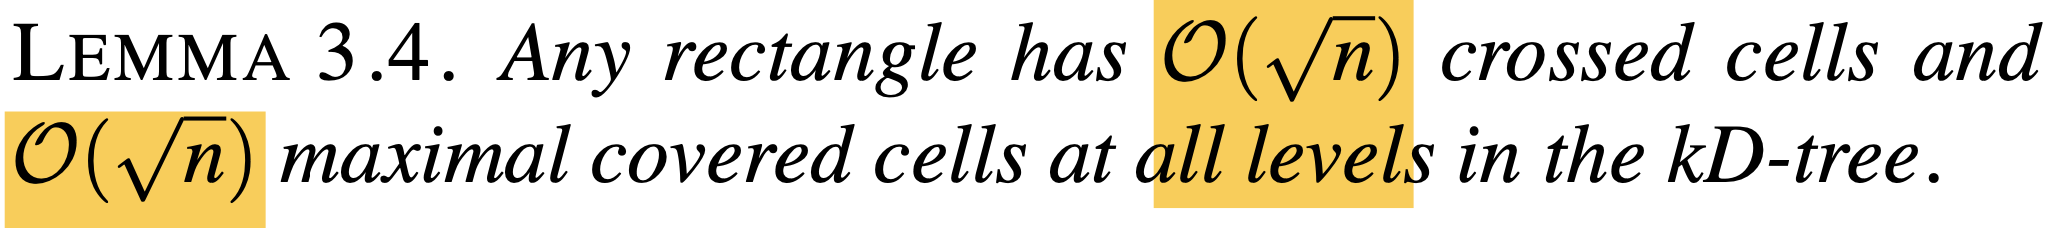 LEMMA 3.4. Any rectangle has 𝒪(√n) crossed cells and
𝒪(√n) maximal covered cells at all levels in the kD-tree.